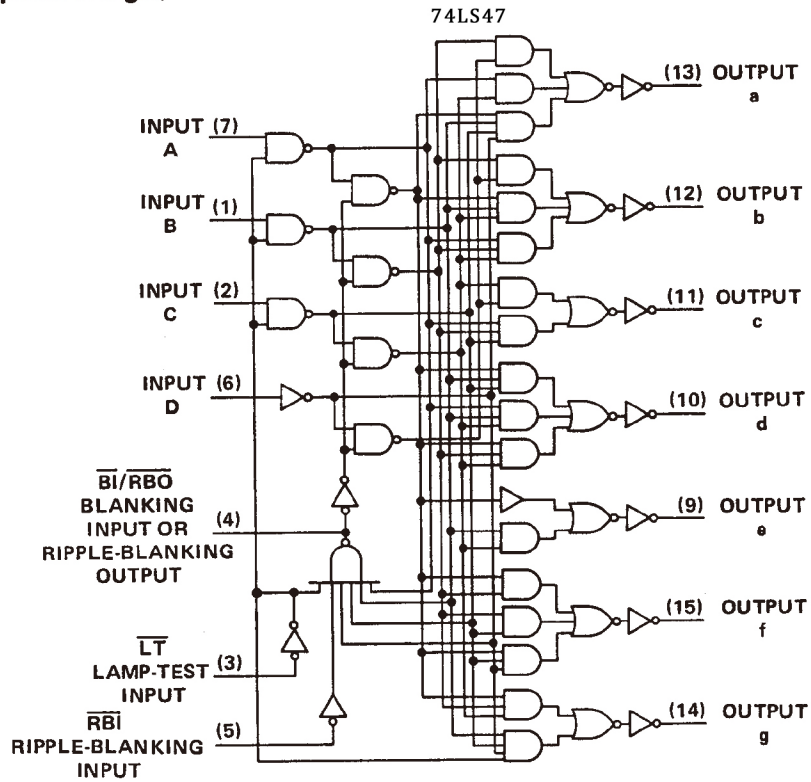 74LS47
(13) OUTPUT
a
INPUT (7)
A
(12) OUTPUT
b
INPUT (1)
B
(11) OUTPUT
c
INPUT (2)
C
(10) OUTPUT
d
INPUT (6)
D
(9) OUTPUT
e
BI/RBO
BLANKING
INPUT OR (4)
RIPPLE-BLANKING
OUTPUT
(15) OUTPUT
f
LT
LAMP-TEST (3)
INPUT
(14) OUTPUT
g
RBI
RIPPLE-BLANKING (5)
INPUT